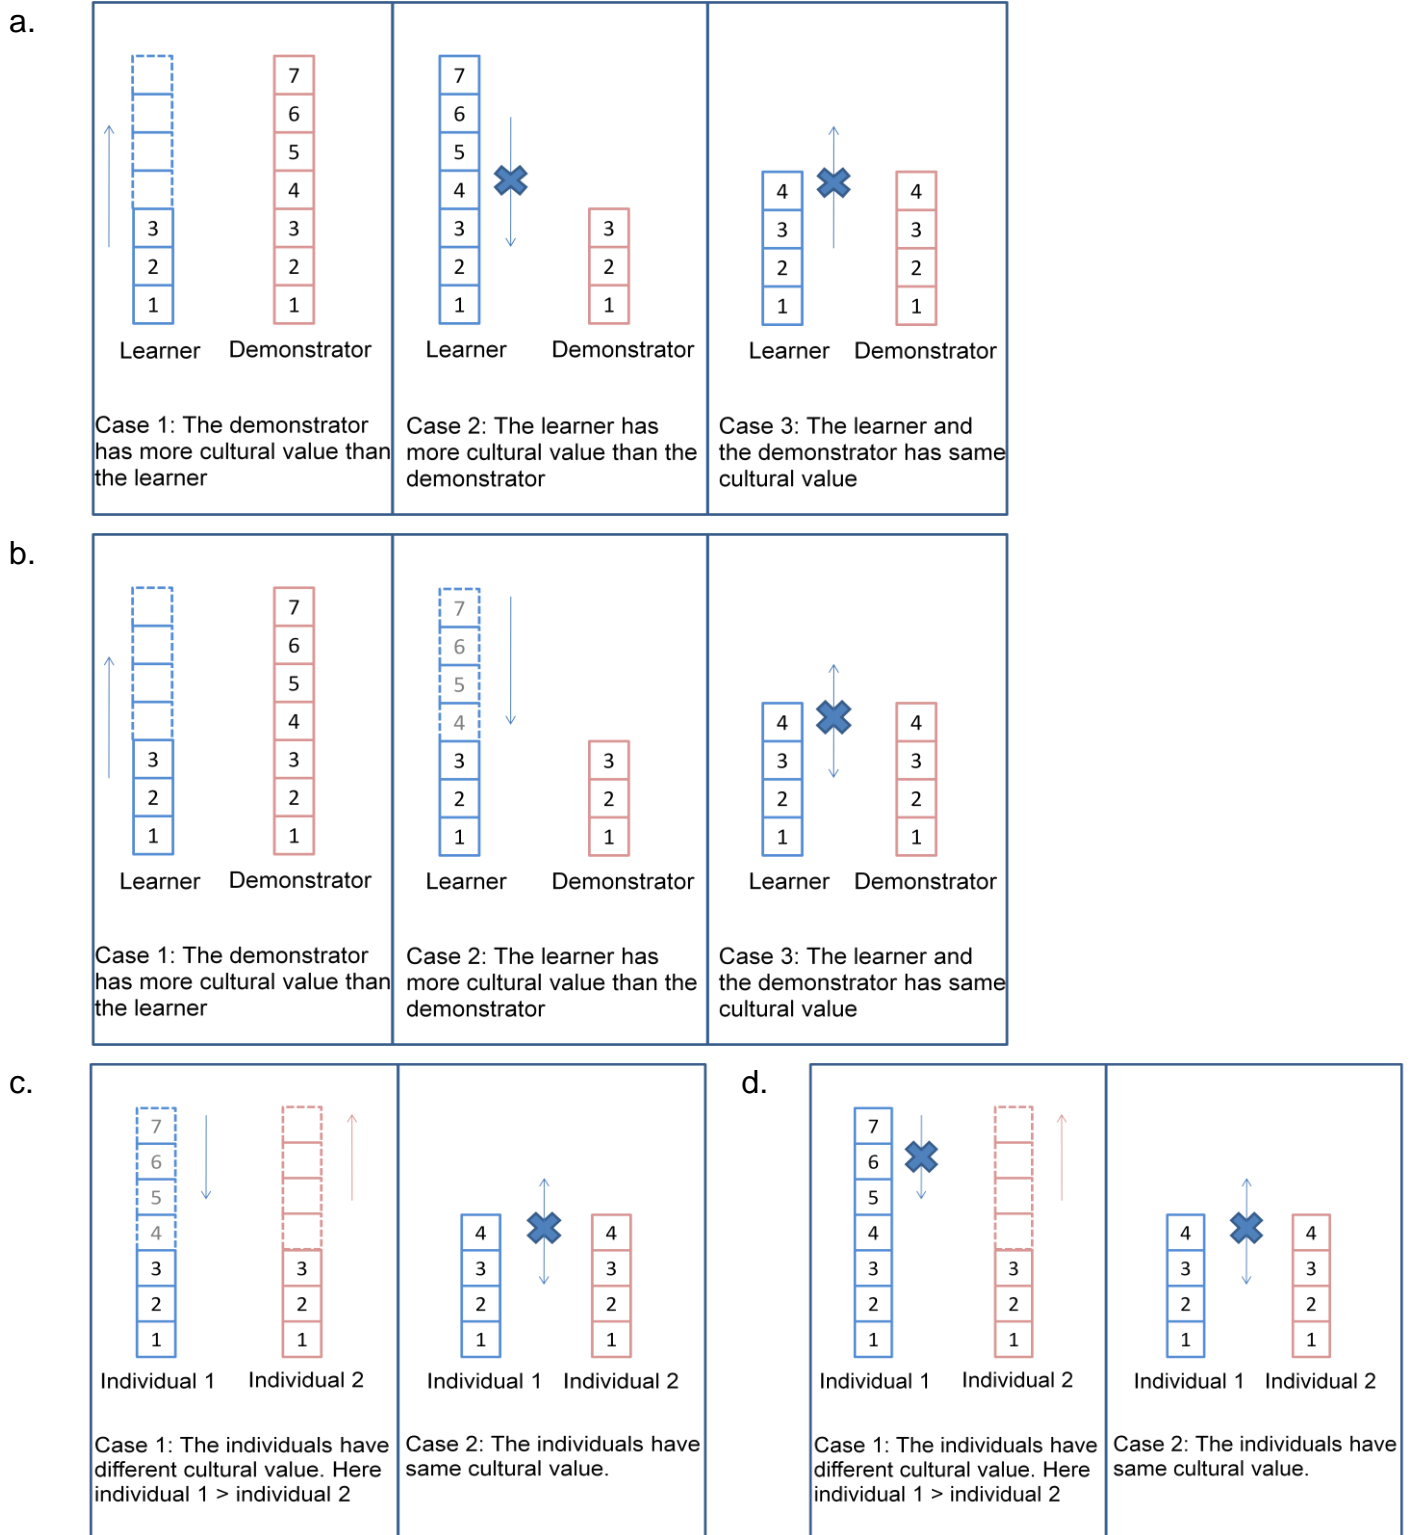 a.
7
6
5
4
3 3
2 2
1 1
Learner Demonstrator
Case 1: The demonstrator
has more cultural value than
the learner
7
6
5
4
3 3
2 2
1 1
Learner Demonstrator
Case 2: The learner has
more cultural value than the
demonstrator
4 4
3 3
2 2
1 1
Learner Demonstrator
Case 3: The learner and
the demonstrator has same
cultural value
b.
7
6
5
4
3 3
2 2
1 1
Learner Demonstrator
Case 1: The demonstrator
has more cultural value than
the learner
7
6
5
4
3 3
2 2
1 1
Learner Demonstrator
Case 2: The learner has
more cultural value than the
demonstrator
4 4
3 3
2 2
1 1
Learner Demonstrator
Case 3: The learner and
the demonstrator has same
cultural value
c.
7
6
5
4
3 3
2 2
1 1
Individual 1 Individual 2
Case 1: The individuals have
different cultural value. Here
individual 1 > individual 2
4 4
3 3
2 2
1 1
Individual 1 Individual 2
Case 2: The individuals have
same cultural value.
d.
7
6
5
4
3 3
2 2
1 1
Individual 1 Individual 2
Case 1: The individuals have
different cultural value. Here
individual 1 > individual 2
4 4
3 3
2 2
1 1
Individual 1 Individual 2
Case 2: The individuals have
same cultural value.